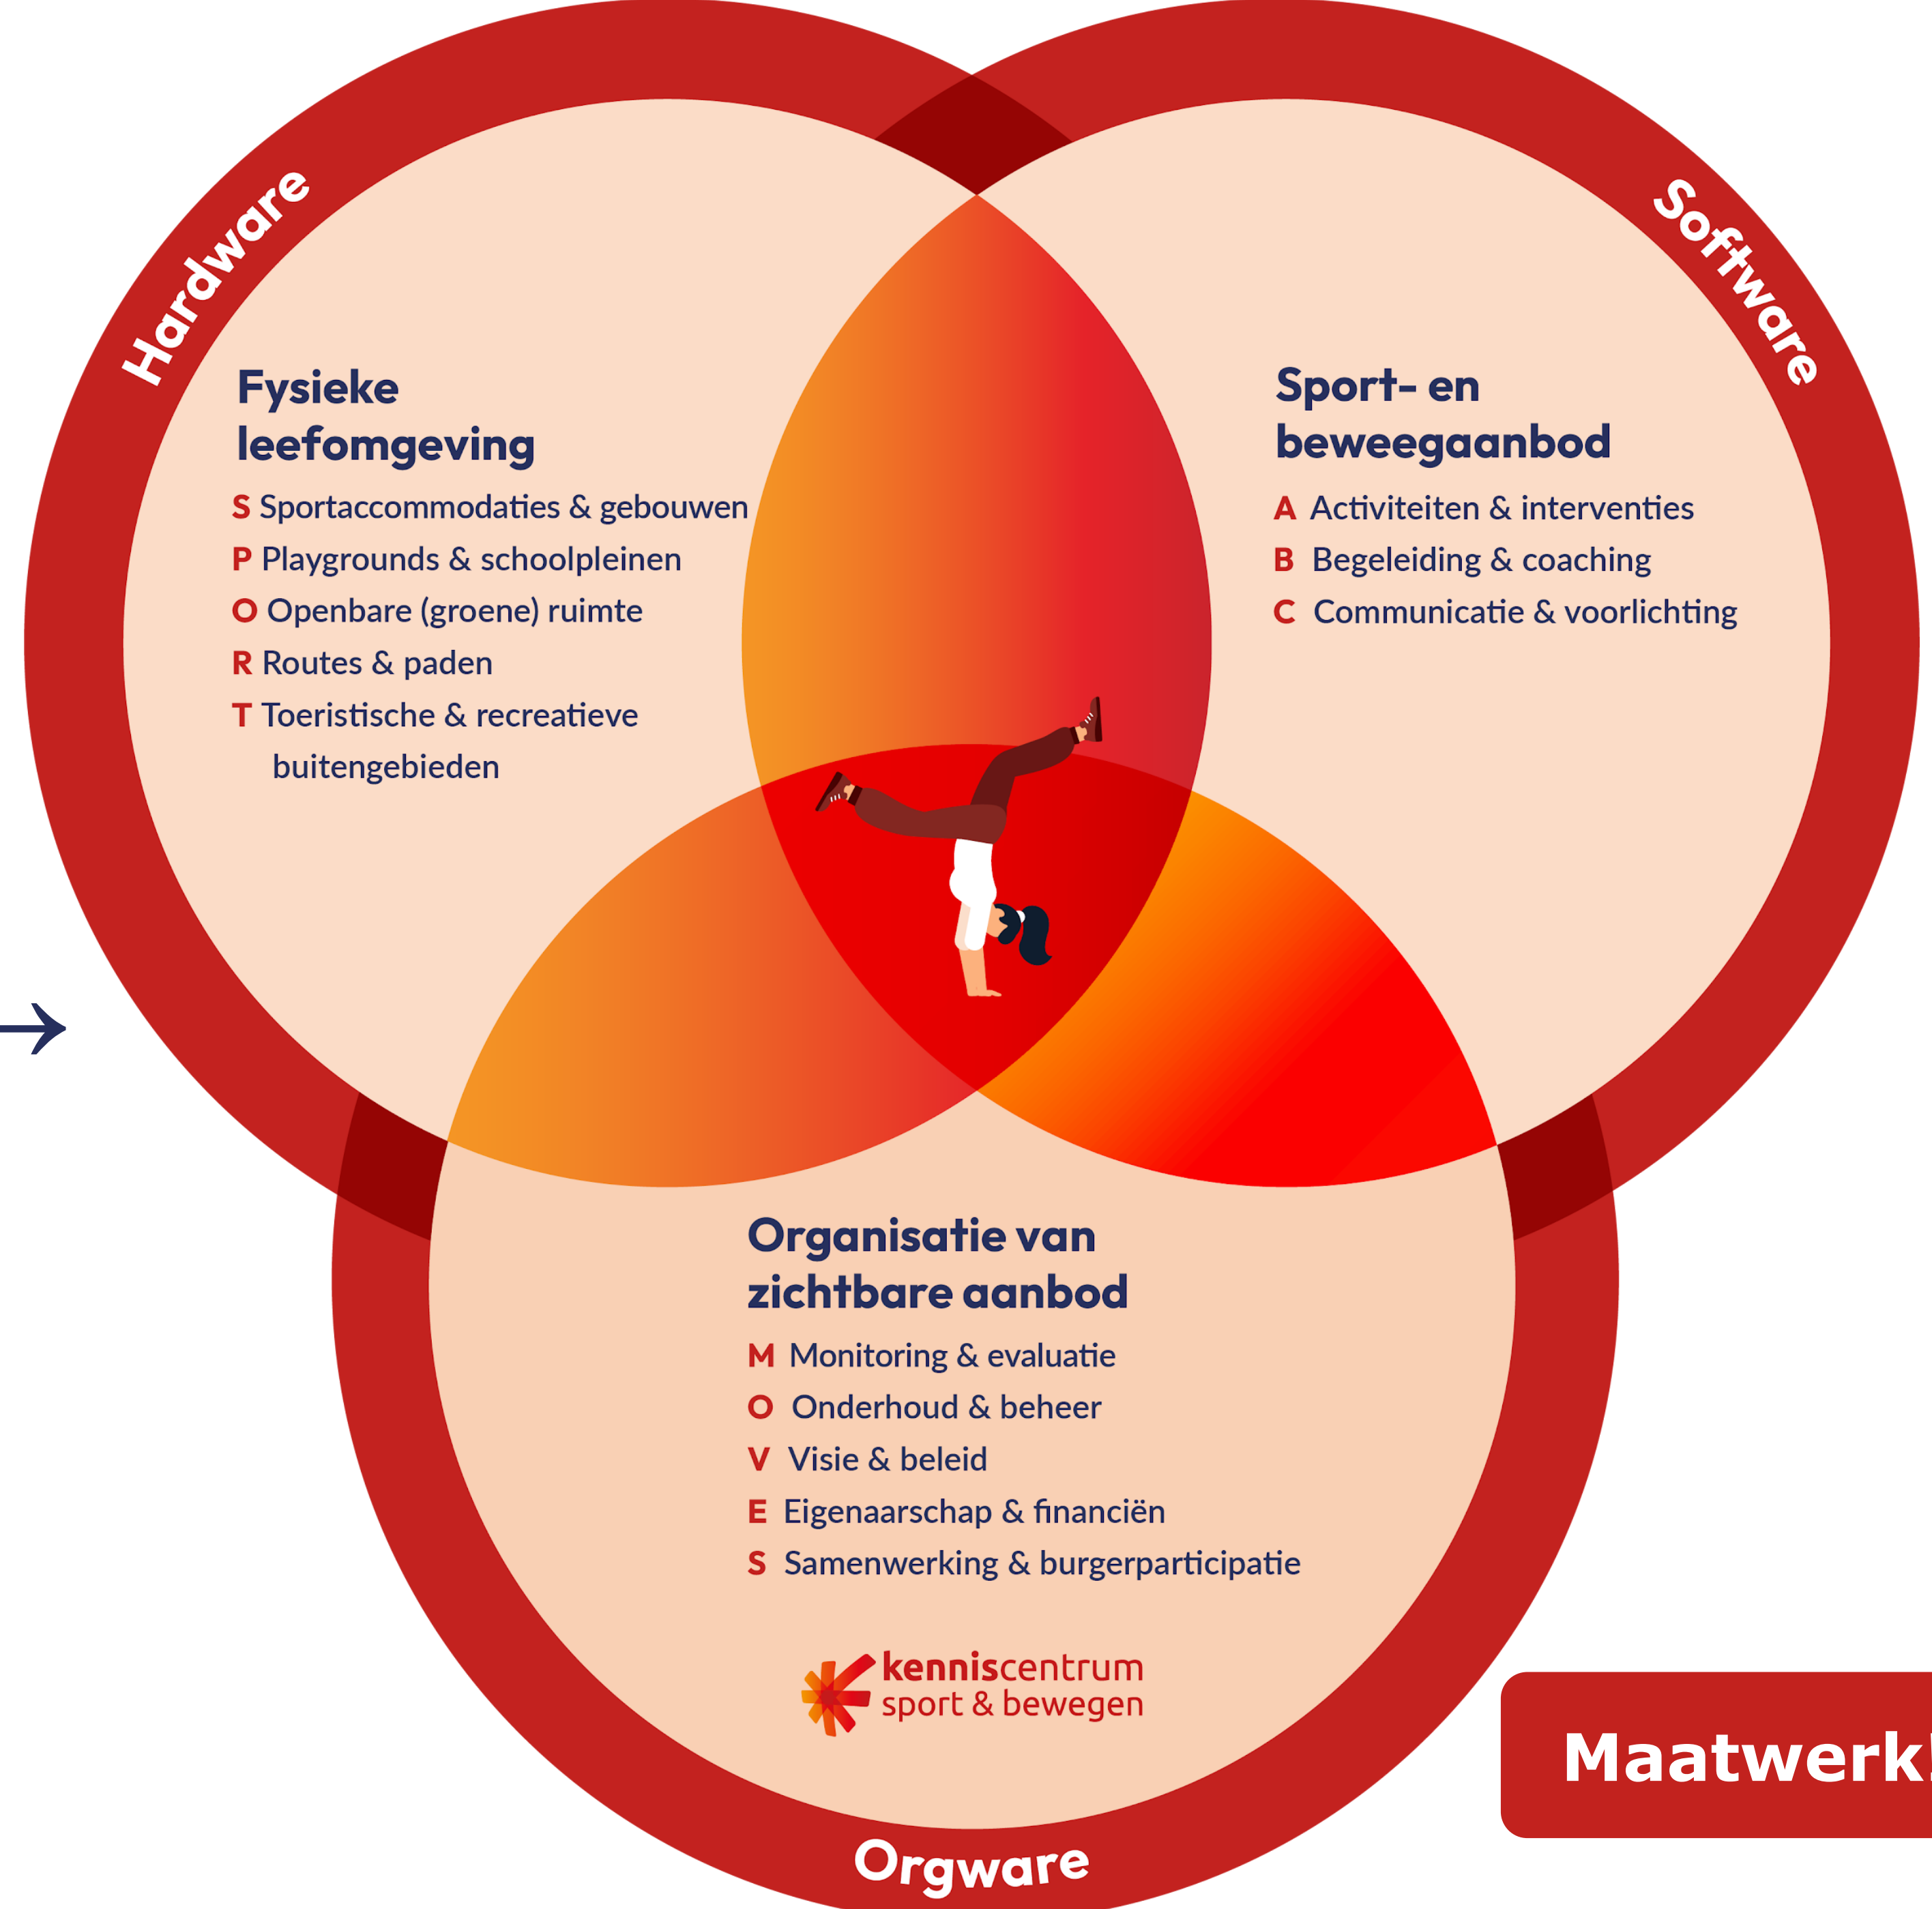 Hardware
Software
Fysieke
leefomgeving
S Sportaccommodaties & gebouwen
P Playgrounds & schoolpleinen
O Openbare (groene) ruimte
R Routes & paden
T Toeristische & recreatieve
buitengebieden
Sport- en
beweegaanbod
A Activiteiten & interventies
B Begeleiding & coaching
C Communicatie & voorlichting
Organisatie van
zichtbare aanbod
M Monitoring & evaluatie
O Onderhoud & beheer
V Visie & beleid
E Eigenaarschap & financiën
S Samenwerking & burgerparticipatie
kenniscentrum
sport & bewegen
Maatwerk!
Orgware